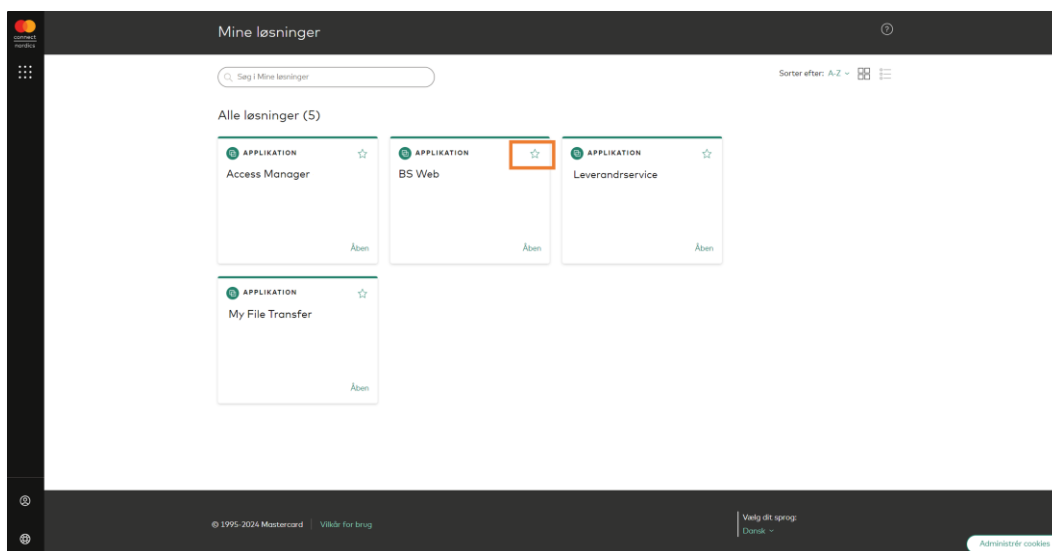 connect
nordics
Mine løsninger
Søg i Mine løsninger
Sorter efter: A-Z
Alle løsninger (5)
APPLIKATION
Access Manager
Åben
APPLIKATION
BS Web
Åben
APPLIKATION
Leverandrservice
Åben
APPLIKATION
My File Transfer
Åben
© 1995-2024 Mastercard
Vilkår for brug
Vælg dit sprog:
Dansk
Administrér cookies